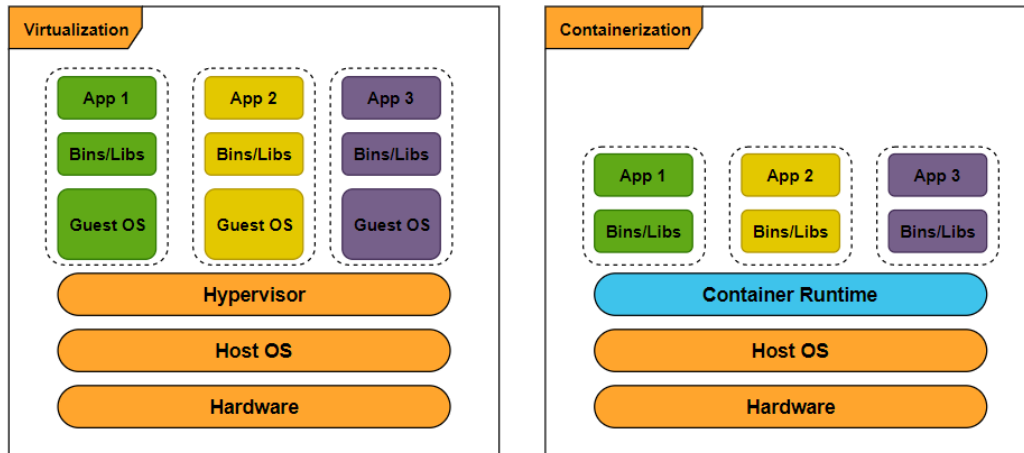 Virtualization
App 1
App 2
App 3
Bins/Libs
Bins/Libs
Bins/Libs
Guest OS
Guest OS
Guest OS
Hypervisor
Host OS
Hardware
Containerization
App 1
App 2
App 3
Bins/Libs
Bins/Libs
Bins/Libs
Container Runtime
Host OS
Hardware